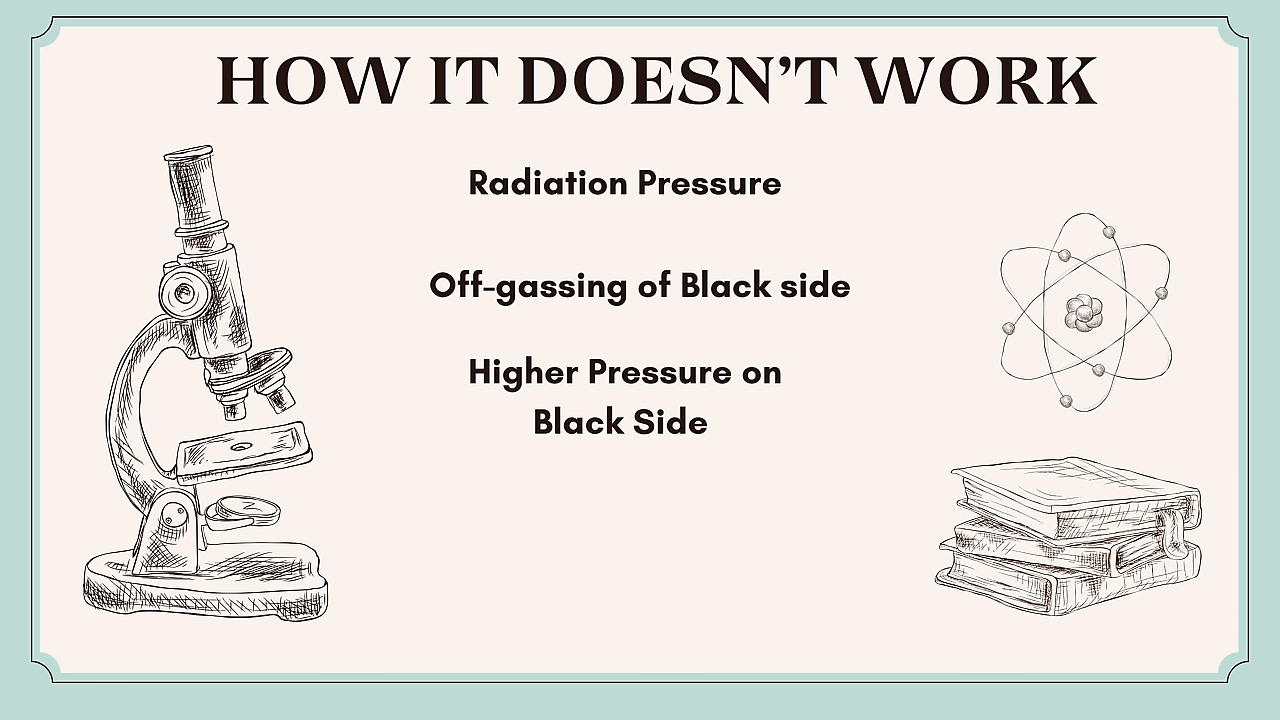 HOW IT DOESN’T WORK
Radiation Pressure
Off-gassing of Black side
Higher Pressure on
Black Side